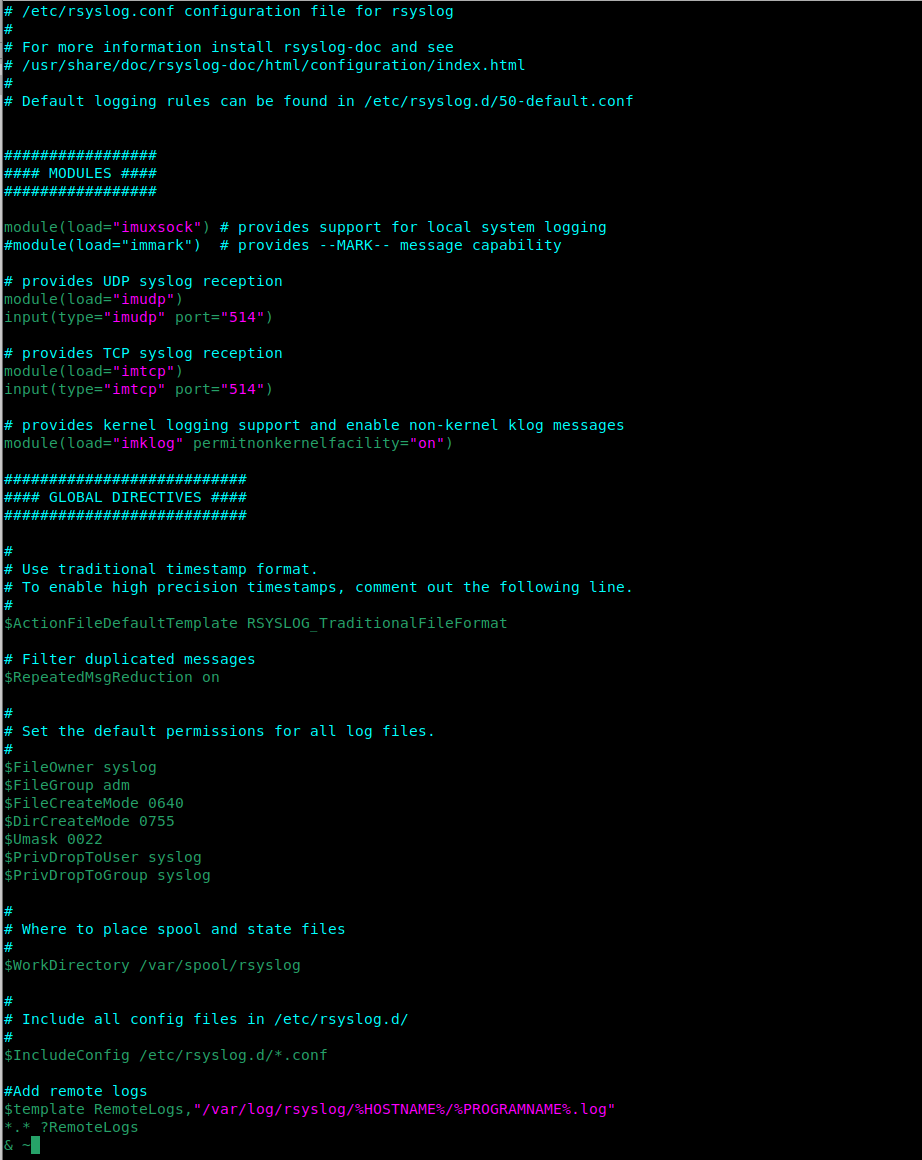 # /etc/rsyslog.conf configuration file for rsyslog
#
# For more information install rsyslog-doc and see
# /usr/share/doc/rsyslog-doc/html/configuration/index.html
#
# Default logging rules can be found in /etc/rsyslog.d/50-default.conf
#################
#### MODULES ####
#################
module(load="imuxsock") # provides support for local system logging
#module(load="immark")  # provides --MARK-- message capability
# provides UDP syslog reception
module(load="imudp")
input(type="imudp" port="514")
# provides TCP syslog reception
module(load="imtcp")
input(type="imtcp" port="514")
# provides kernel logging support and enable non-kernel klog messages
module(load="imklog" permitnonkernelfacility="on")
###########################
#### GLOBAL DIRECTIVES ####
###########################
#
# Use traditional timestamp format.
# To enable high precision timestamps, comment out the following line.
#
$ActionFileDefaultTemplate RSYSLOG_TraditionalFileFormat
# Filter duplicated messages
$RepeatedMsgReduction on
#
# Set the default permissions for all log files.
#
$FileOwner syslog
$FileGroup adm
$FileCreateMode 0640
$DirCreateMode 0755
$Umask 0022
$PrivDropToUser syslog
$PrivDropToGroup syslog
#
# Where to place spool and state files
#
$WorkDirectory /var/spool/rsyslog
#
# Include all config files in /etc/rsyslog.d/
#
$IncludeConfig /etc/rsyslog.d/*.conf
#Add remote logs
$template RemoteLogs,"/var/log/rsyslog/%HOSTNAME%/%PROGRAMNAME%.log"
*.* ?RemoteLogs
& ~